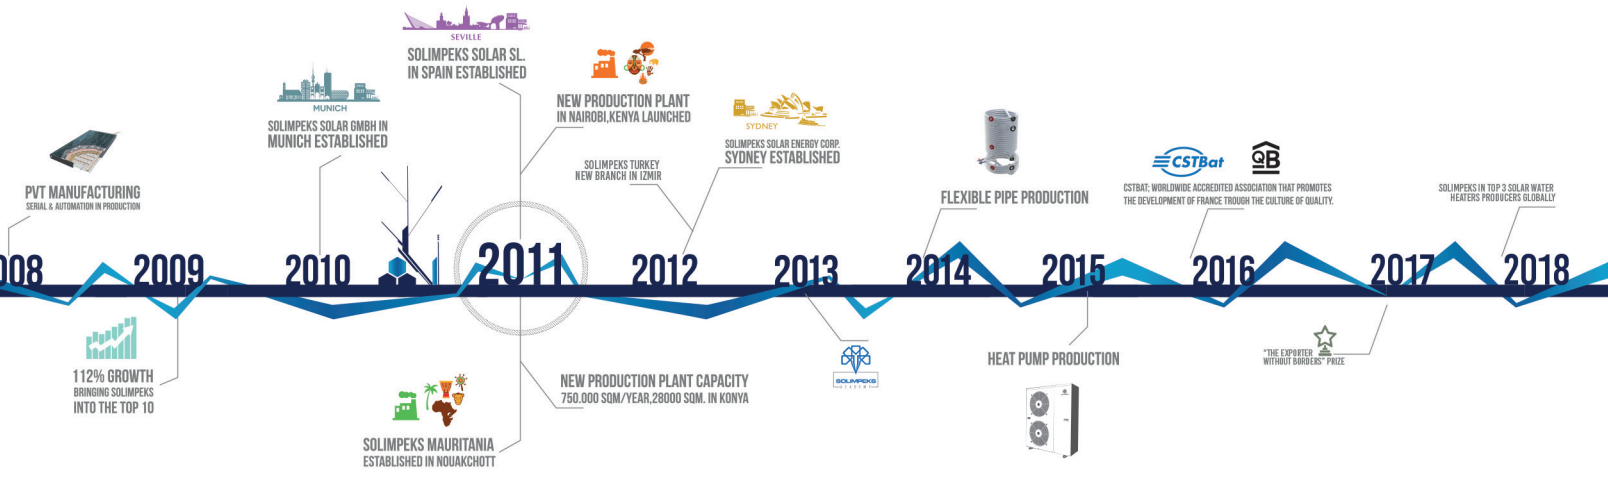 SEVILLE
SOLIMPEKS SOLAR SL.
IN SPAIN ESTABLISHED
MUNICH
SOLIMPEKS SOLAR GMBH IN
MUNICH ESTABLISHED
NEW PRODUCTION PLANT
IN NAIROBI,KENYA LAUNCHED
SYDNEY
SOLIMPEKS SOLAR ENERGY CORP.
SYDNEY ESTABLISHED
SOLIMPEKS TURKEY
NEW BRANCH IN IZMIR
PVT MANUFACTURING
SERIAL & AUTOMATION IN PRODUCTION
FLEXIBLE PIPE PRODUCTION
CSTBat
QB
CSTBAT; WORLDWIDE ACCREDITED ASSOCIATION THAT PROMOTES
THE DEVELOPMENT OF FRANCE TROUGH THE CULTURE OF QUALITY.
SOLIMPEKS IN TOP 3 SOLAR WATER
HEATERS PRODUCERS GLOBALLY
008
2009
2010
2011
2012
2013
2014
2015
2016
2017
2018
112% GROWTH
BRINGING SOLIMPEKS
INTO THE TOP 10
SOLIMPEKS MAURITANIA
ESTABLISHED IN NOUAKCHOTT
NEW PRODUCTION PLANT CAPACITY
750.000 SQM/YEAR,28000 SQM. IN KONYA
SOLIMPEKS
ACADEMY
HEAT PUMP PRODUCTION
"THE EXPORTER
WITHOUT BORDERS" PRIZE